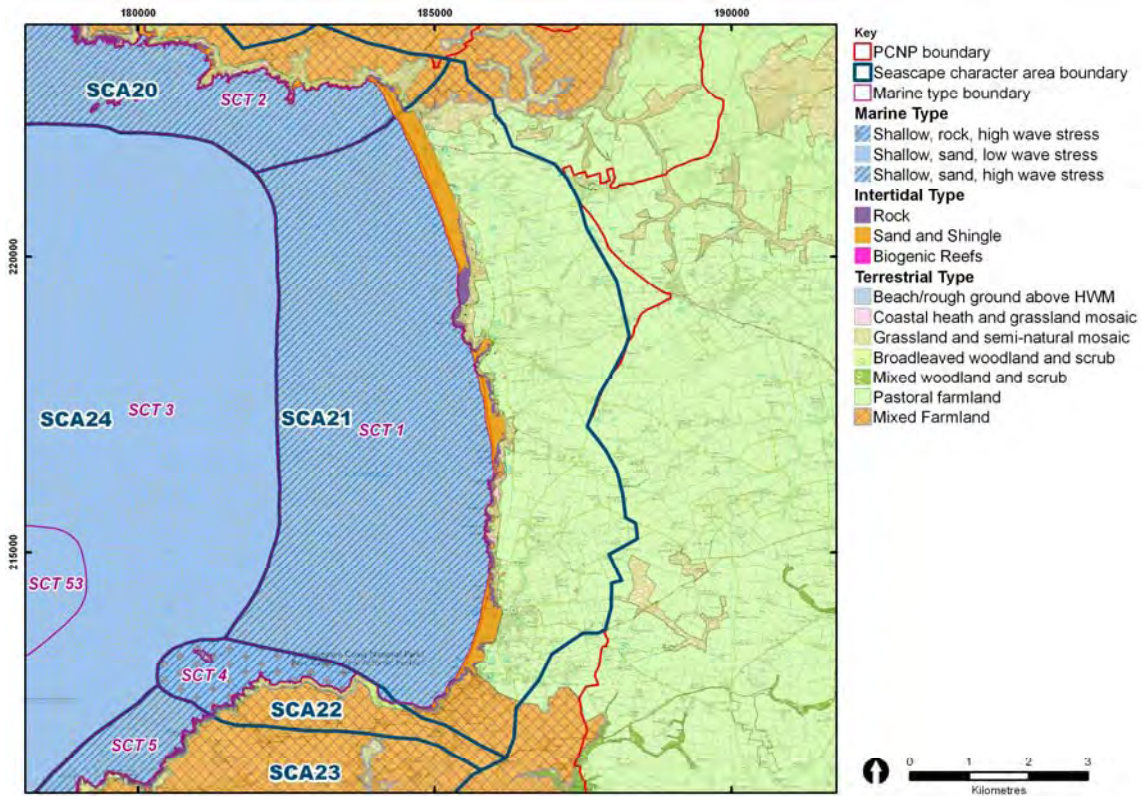 180000
185000
190000
220000
215000
SCA20
SCT 2
SCA24
SCT 3
SCA21
SCT 1
SCT 53
SCT 4
SCA22
SCT 5
SCA23
Key
PCNP boundary
Seascape character area boundary
Marine type boundary
Marine Type
Shallow, rock, high wave stress
Shallow, sand, low wave stress
Shallow, sand, high wave stress
Intertidal Type
Rock
Sand and Shingle
Biogenic Reefs
Terrestrial Type
Beach/rough ground above HWM
Coastal heath and grassland mosaic
Grassland and semi-natural mosaic
Broadleaved woodland and scrub
Mixed woodland and scrub
Pastoral farmland
Mixed Farmland
0 1 2 3
Kilometres